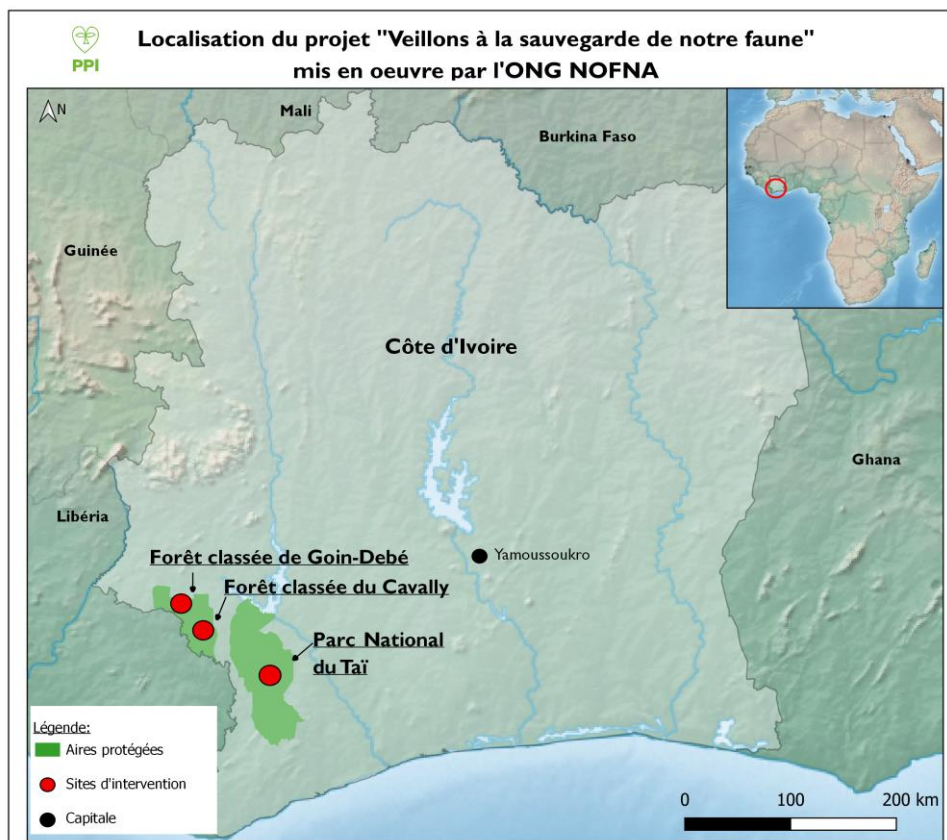 PPI
Localisation du projet "Veillons à la sauvegarde de notre faune"
mis en oeuvre par l'ONG NOFNA
N
Mali
Burkina Faso
Guinée
Côte d'Ivoire
Ghana
Libéria
Yamoussoukro
Forêt classée de Goin-Debé
Forêt classée du Cavally
Parc National
du Taï
Légende:
Aires protégées
Sites d'intervention
Capitale
0 100 200 km